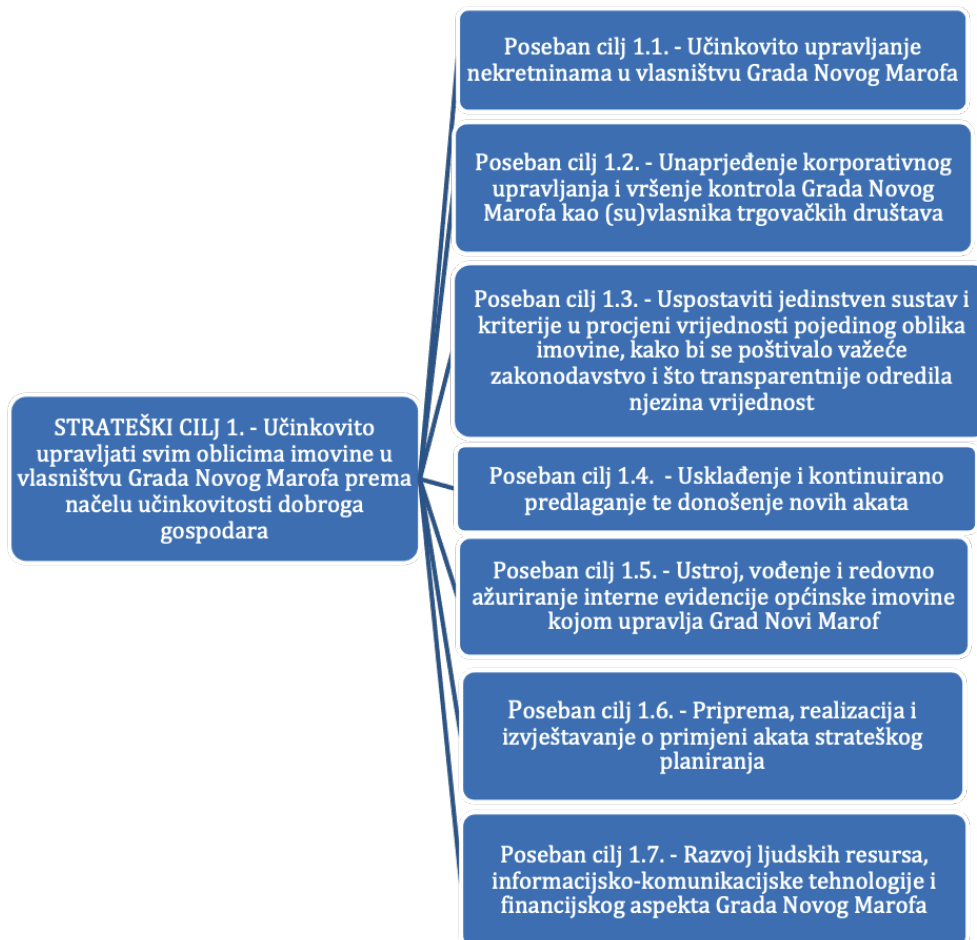 STRATEŠKI CILJ 1. - Učinkovito
upravljati svim oblicima imovine u
vlasništvu Grada Novog Marofa prema
načelu učinkovitosti dobroga
gospodara
Poseban cilj 1.1. - Učinkovito upravljanje
nekretninama u vlasništvu Grada Novog Marofa
Poseban cilj 1.2. - Unaprjeđenje korporativnog
upravljanja i vršenje kontrola Grada Novog
Marofa kao (su)vlasnika trgovačkih društava
Poseban cilj 1.3. - Uspostaviti jedinstven sustav i
kriterije u procjeni vrijednosti pojedinog oblika
imovine, kako bi se poštivalo važeće
zakonodavstvo i što transparentnije odredila
njezina vrijednost
Poseban cilj 1.4. - Usklađenje i kontinuirano
predlaganje te donošenje novih akata
Poseban cilj 1.5. - Ustroj, vođenje i redovno
ažuriranje interne evidencije općinske imovine
kojom upravlja Grad Novi Marof
Poseban cilj 1.6. - Priprema, realizacija i
izvještavanje o primjeni akata strateškog
planiranja
Poseban cilj 1.7. - Razvoj ljudskih resursa,
informacijsko-komunikacijske tehnologije i
financijskog aspekta Grada Novog Marofa